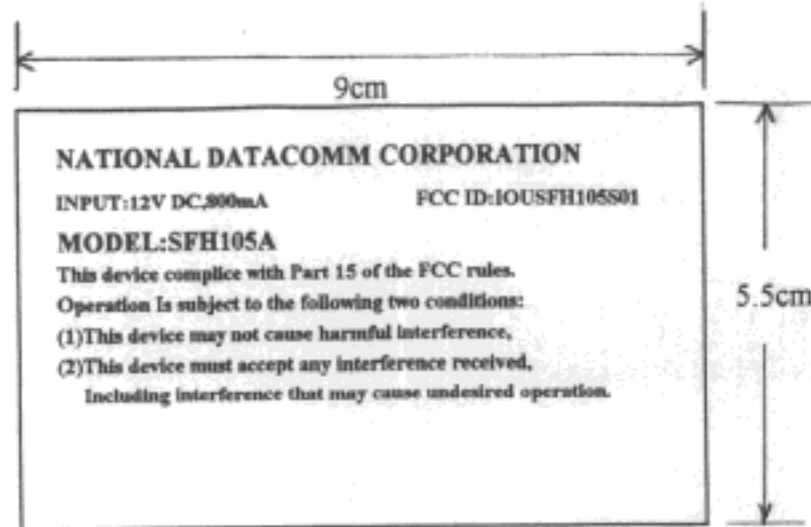 9cm
NATIONAL DATACOMM CORPORATION
INPUT:12V DC,800mA FCC ID:IOUSFH105S01
MODEL:SFH105A
This device complice with Part 15 of the FCC rules.
Operation Is subject to the following two conditions:
(1)This device may not cause harmful interference,
(2)This device must accept any interference received,
Including interference that may cause undesired operation.
5.5cm